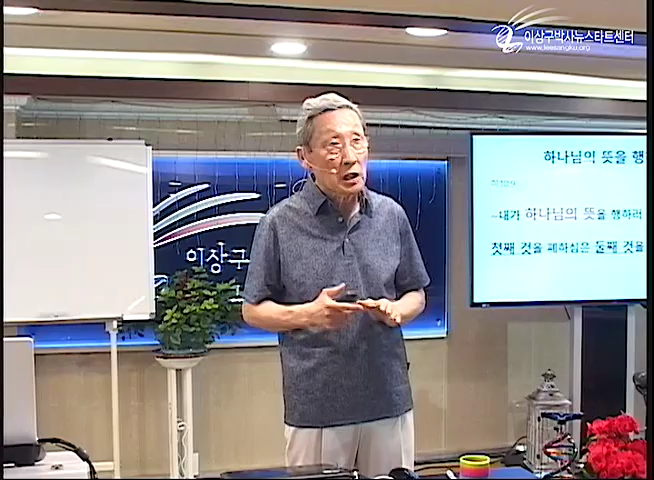 이상구박사뉴스타트센터
www.leesangku.org
하나님의 뜻을 행
~내가 하나님의 뜻을 행하러
첫째 것을 폐하심은 둘째 것을
이상구